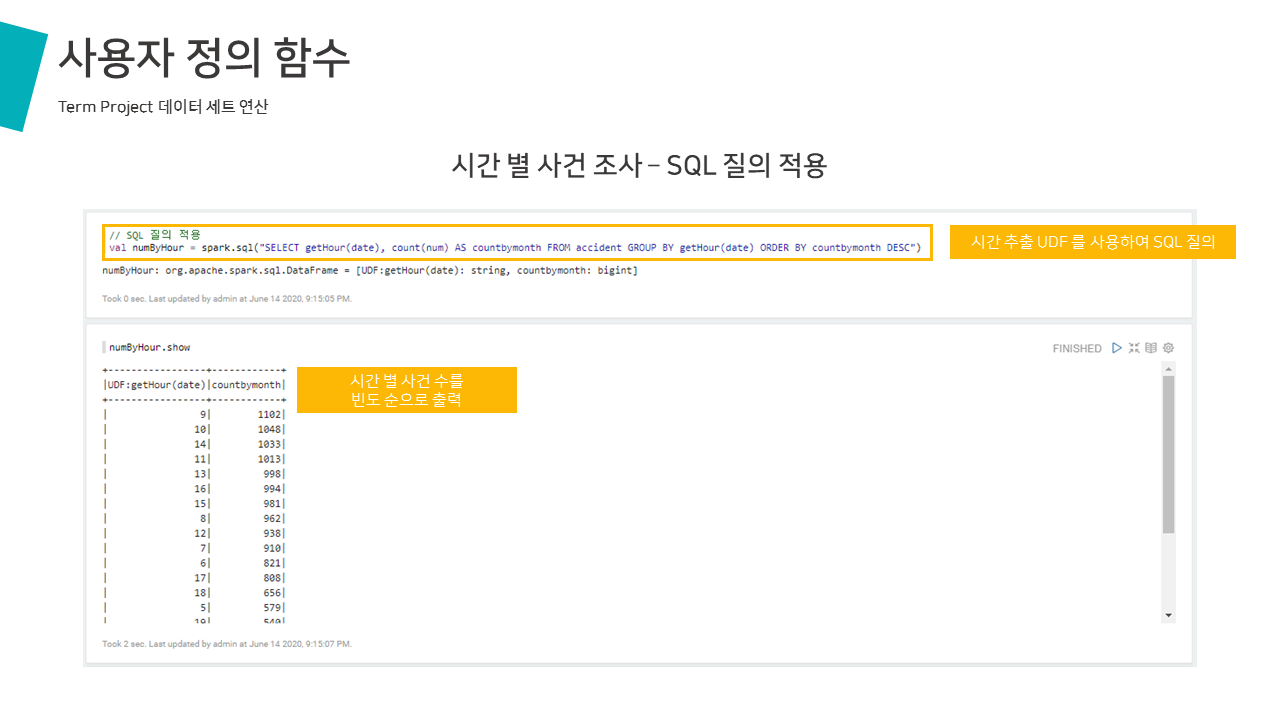 사용자 정의 함수
Term Project 데이터 세트 연산
시간 별 사건 조사 – SQL 질의 적용
// SQL 질의 적용
val numByHour = spark.sql("SELECT getHour(date), count(num) AS countbymonth FROM accident GROUP BY getHour(date) ORDER BY countbymonth DESC")
시간 추출 UDF 를 사용하여 SQL 질의
numByHour: org.apache.spark.sql.DataFrame = [UDF:getHour(date): string, countbymonth: bigint]
Took 0 sec. Last updated by admin at June 14 2020, 9:15:05 PM.
numByHour.show
FINISHED
+-----------------+------------+
|UDF:getHour(date)|countbymonth|
+-----------------+------------+
시간 별 사건 수를
빈도 순으로 출력
| 9| 1102|
| 10| 1048|
| 14| 1033|
| 11| 1013|
| 13| 998|
| 16| 994|
| 15| 981|
| 8| 962|
| 12| 938|
| 7| 910|
| 6| 821|
| 17| 808|
| 18| 656|
| 5| 579|
| 19| 540|
Took 2 sec. Last updated by admin at June 14 2020, 9:15:07 PM.